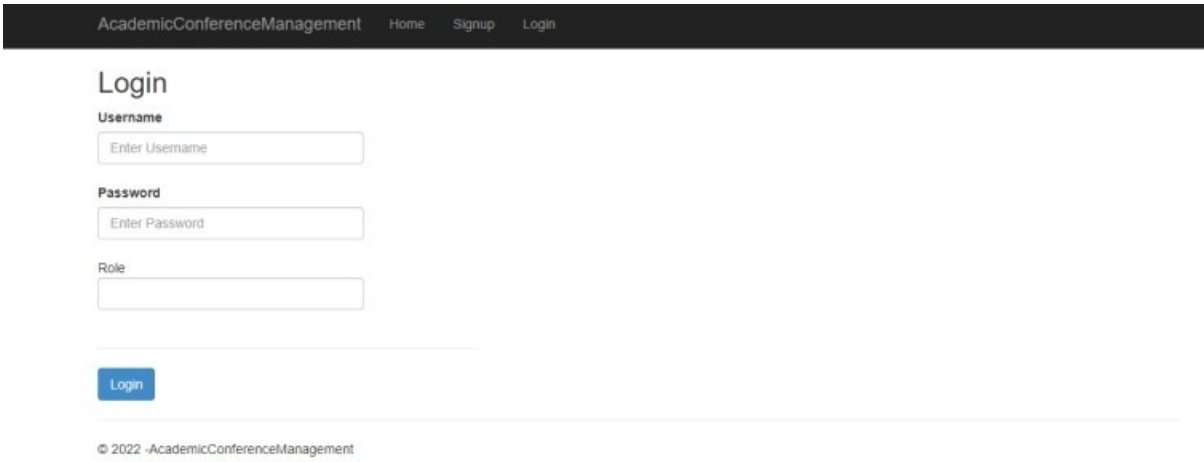 AcademicConferenceManagement Home Signup Login
Login
Username
Enter Username
Password
Enter Password
Role
Login
© 2022 -AcademicConferenceManagement